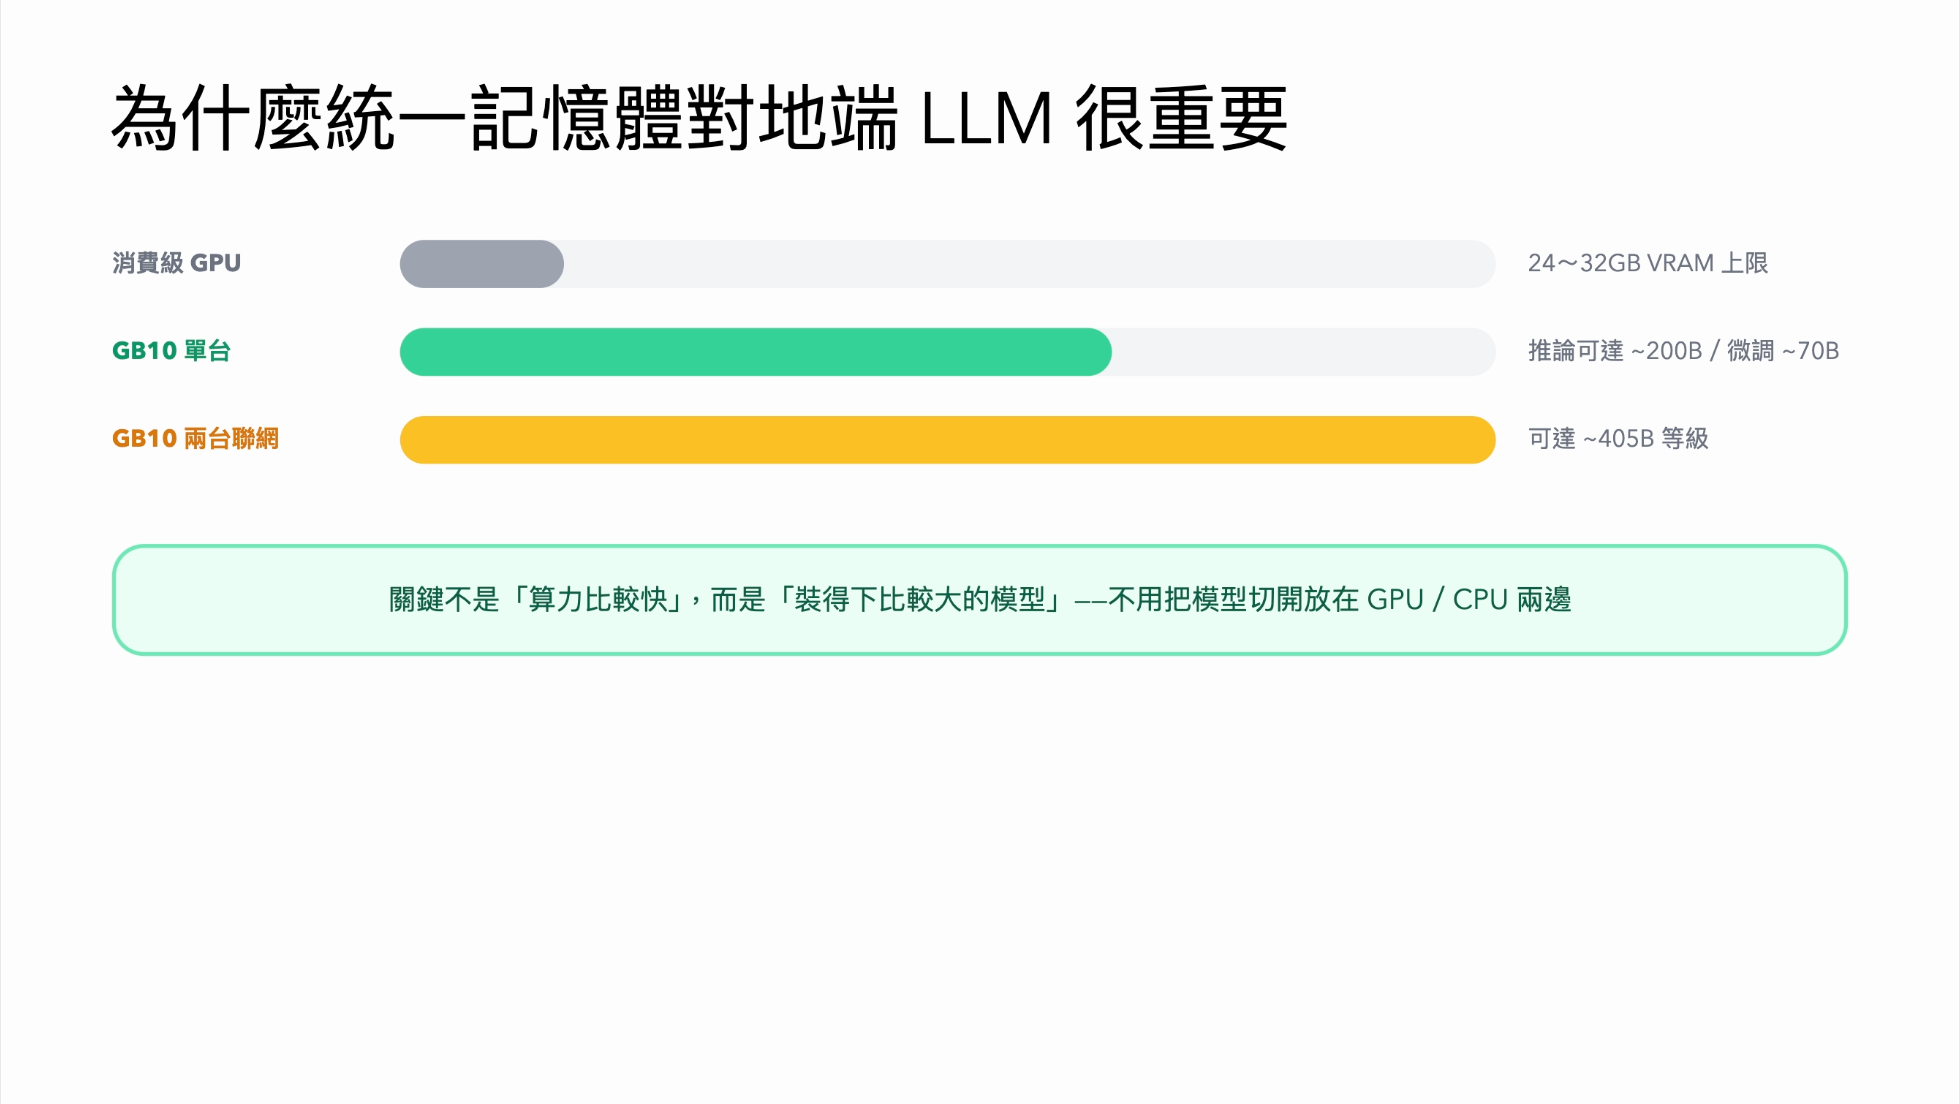 為什麼統一記憶體對地端 LLM 很重要
消費級 GPU
24～32GB VRAM 上限
GB10 單台
推論可達 ~200B / 微調 ~70B
GB10 兩台聯網
可達 ~405B 等級
關鍵不是「算力比較快」，而是「裝得下比較大的模型」——不用把模型切開放在 GPU / CPU 兩邊